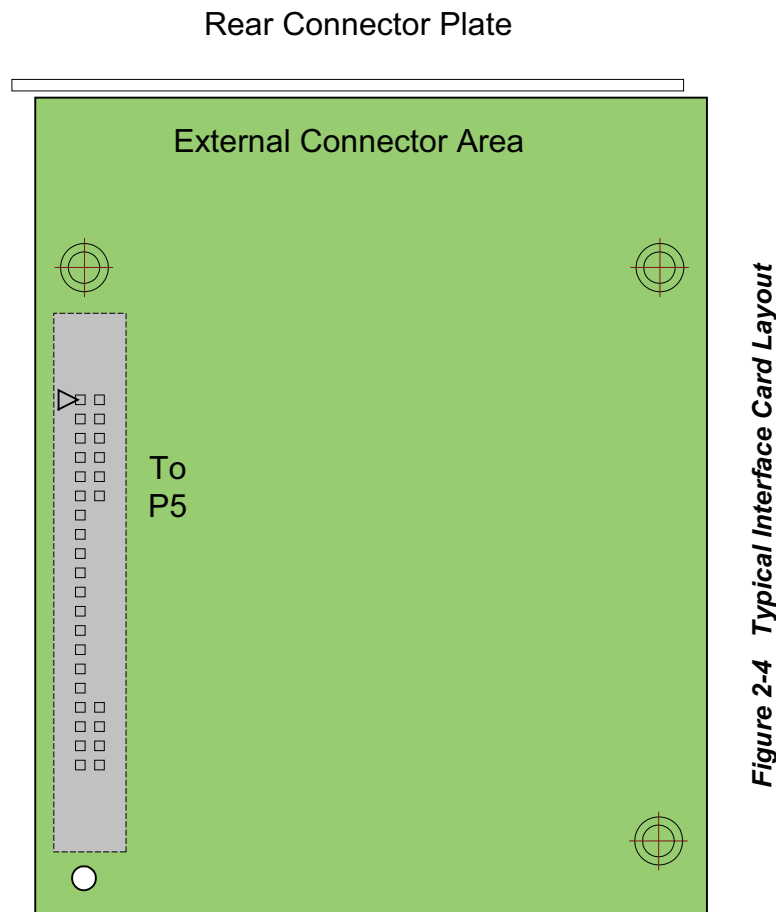 Rear Connector Plate
External Connector Area
To
P5
Figure 2-4 Typical Interface Card Layout